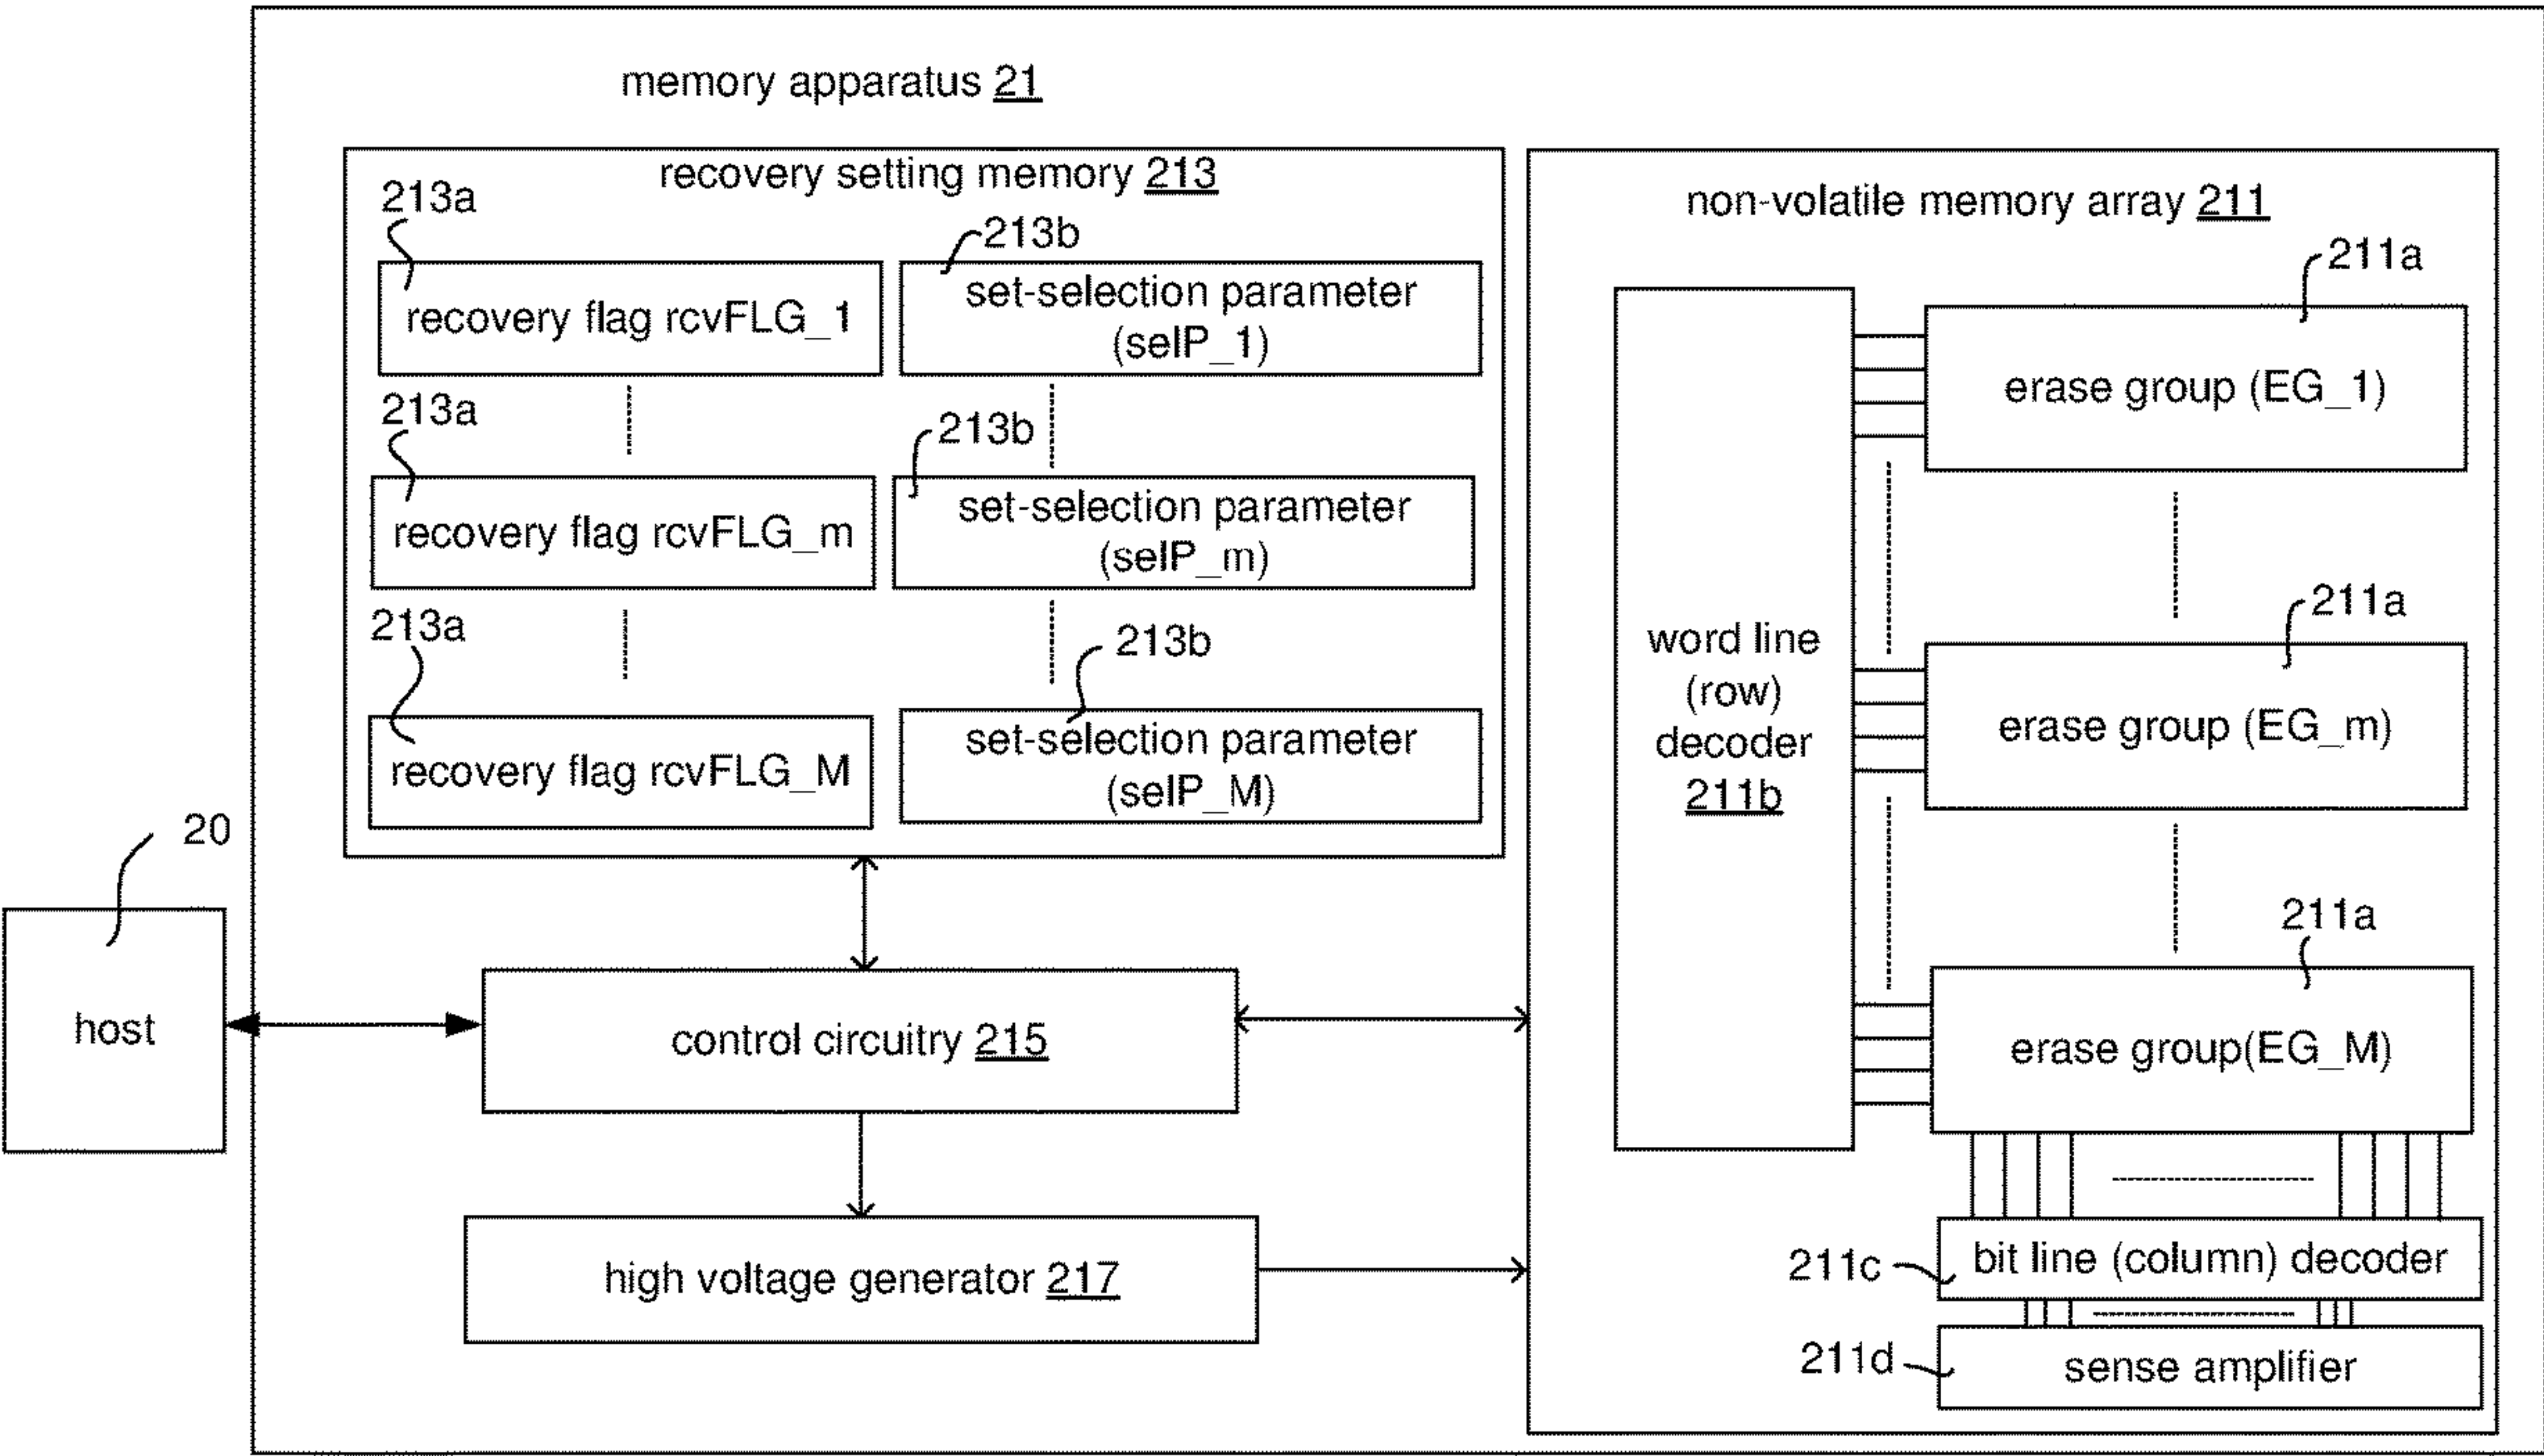 memory apparatus 21
recovery setting memory 213
213a
213b
recovery flag rcvFLG_1
set-selection parameter
(selP_1)
213a
213b
recovery flag rcvFLG_m
set-selection parameter
(selP_m)
213a
213b
recovery flag rcvFLG_M
set-selection parameter
(selP_M)
20
host
control circuitry 215
high voltage generator 217
non-volatile memory array 211
211a
erase group (EG_1)
211a
word line
(row)
decoder
211b
erase group (EG_m)
211a
erase group(EG_M)
211c
bit line (column) decoder
211d
sense amplifier